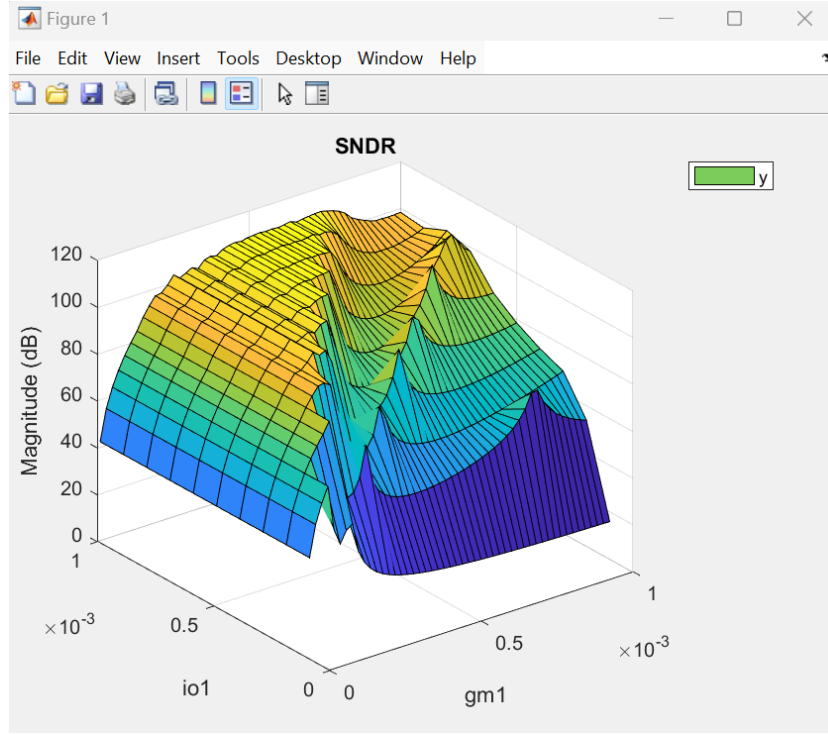 Figure 1
File Edit View Insert Tools Desktop Window Help
SNDR
y
120
100
80
60
40
20
0
Magnitude (dB)
1
0.5
0
×10-3
io1
0
0.5
1
×10-3
gm1